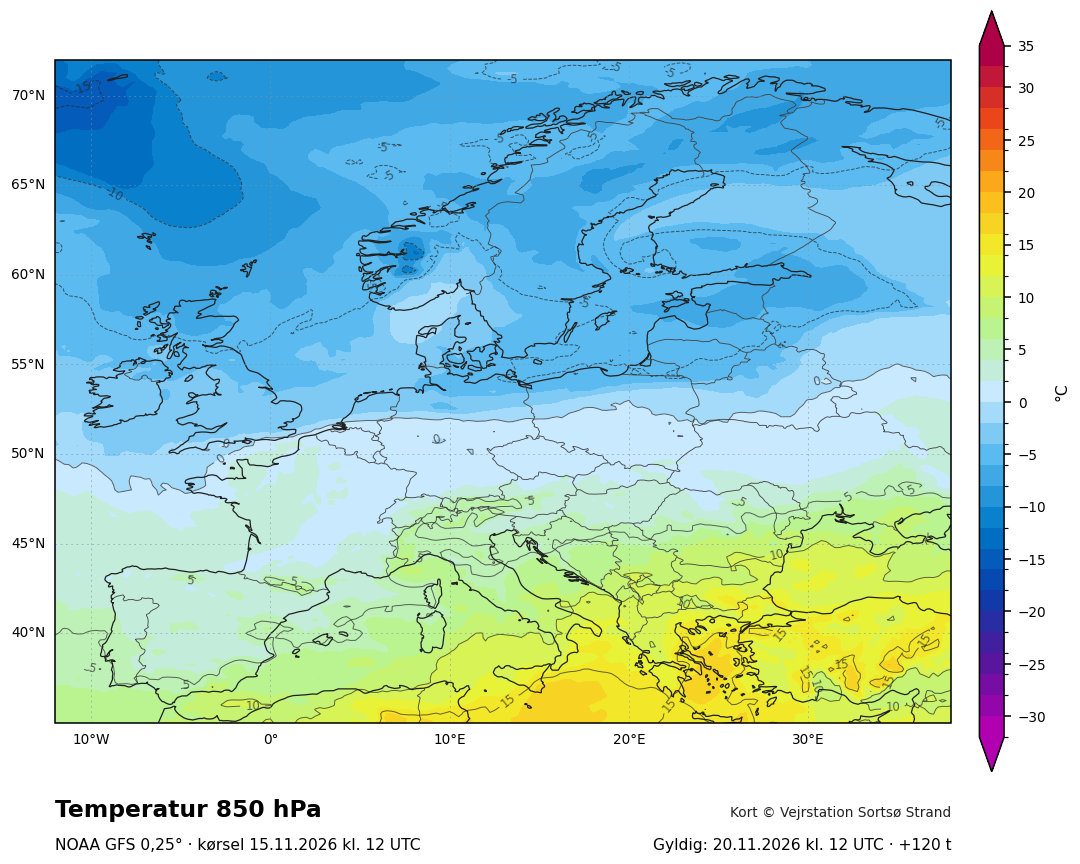 35
30
25
20
15
10
5
0
−5
−10
−15
−20
−25
−30
°C
70°N
65°N
60°N
55°N
50°N
45°N
40°N
10°W
0°
10°E
20°E
30°E
Temperatur 850 hPa
Kort © Vejrstation Sortsø Strand
NOAA GFS 0,25° · kørsel 15.11.2026 kl. 12 UTC
Gyldig: 20.11.2026 kl. 12 UTC · +120 t